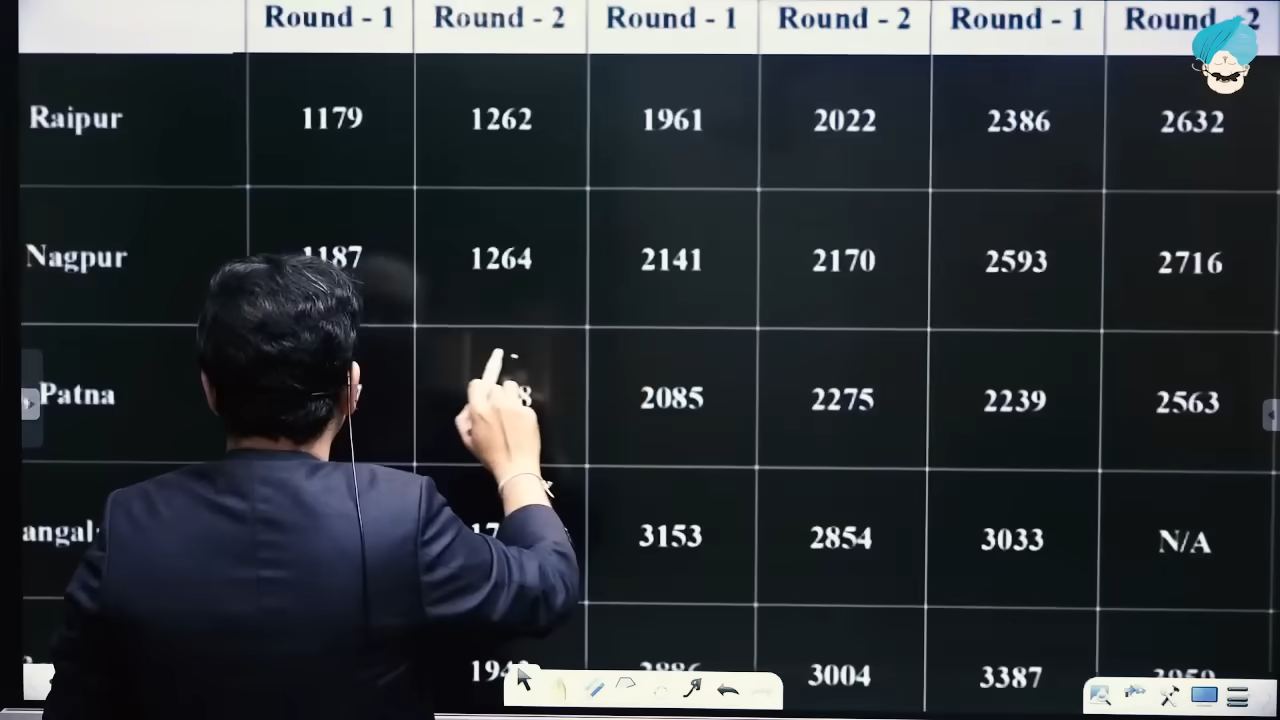 Round - 1 Round - 2 Round - 1 Round - 2 Round - 1 Round - 2
Raipur 1179 1262 1961 2022 2386 2632
Nagpur 1187 1264 2141 2170 2593 2716
Patna 2085 2275 2239 2563
3153 2854 3033 N/A
3004 3387